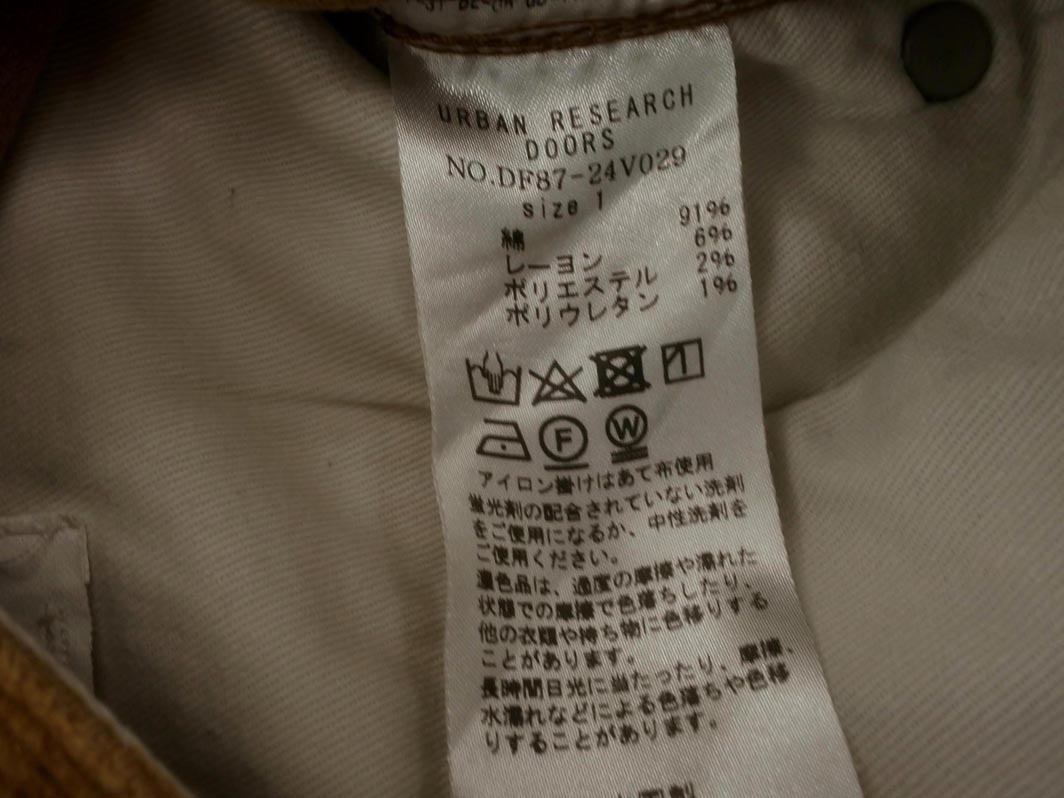 URBAN RESEARCH
DOORS
NO.DF87-24V029
size 1
綿 91%
レーヨン 6%
ポリエステル 2%
ポリウレタン 1%
F W
アイロン掛けはあて布使用
蛍光剤の配合されていない洗剤
をご使用になるか、中性洗剤を
ご使用ください。
濃色品は、過度の摩擦や濡れた
状態での摩擦で色落ちしたり、
他の衣類や持ち物に色移りする
ことがあります。
長時間日光に当たったり、摩擦、
水濡れなどによる色落ちや色移
りすることがあります。